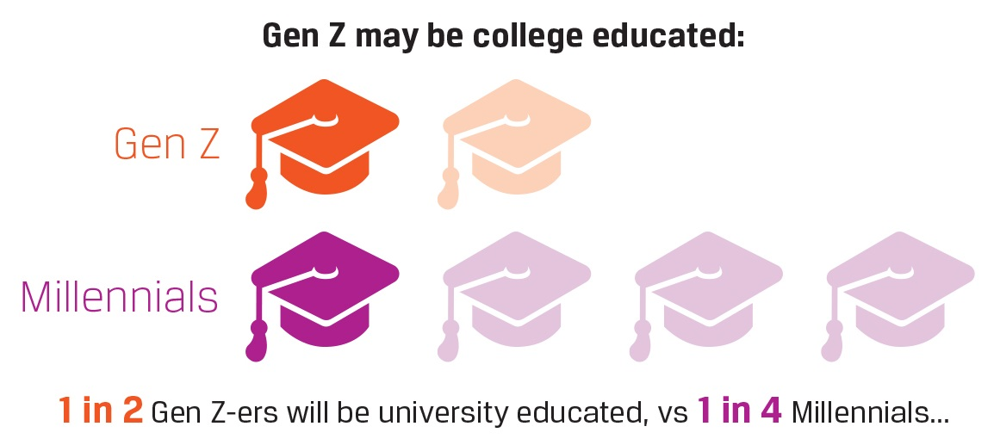 Gen Z may be college educated:
Gen Z
Millennials
1 in 2 Gen Z-ers will be university educated, vs 1 in 4 Millennials...